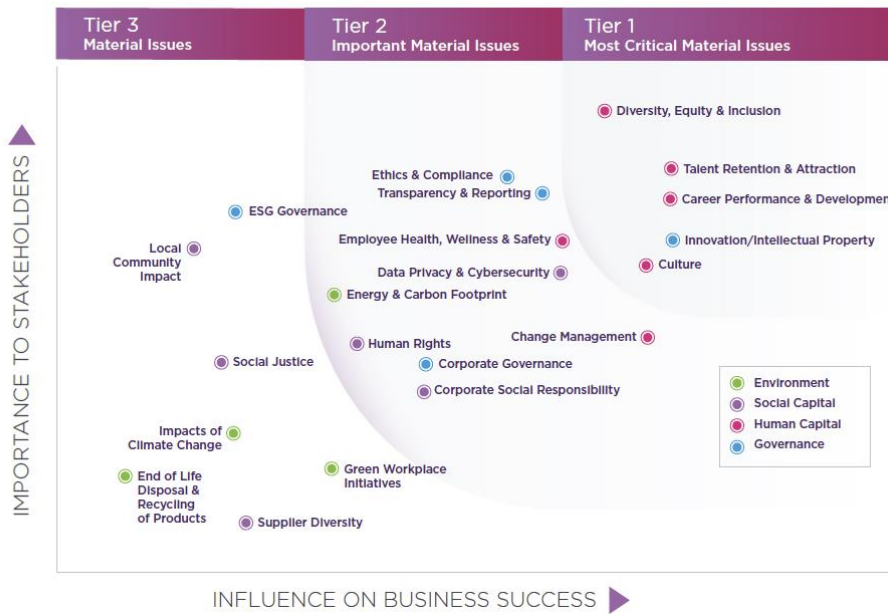 Tier 3
Material Issues
Tier 2
Important Material Issues
Tier 1
Most Critical Material Issues
IMPORTANCE TO STAKEHOLDERS
Diversity, Equity & Inclusion
Talent Retention & Attraction
Ethics & Compliance
Transparency & Reporting
Career Performance & Development
ESG Governance
Employee Health, Wellness & Safety
Innovation/Intellectual Property
Local
Community
Impact
Data Privacy & Cybersecurity
Culture
Energy & Carbon Footprint
Change Management
Human Rights
Social Justice
Corporate Governance
Corporate Social Responsibility
Environment
Social Capital
Human Capital
Governance
Impacts of
Climate Change
Green Workplace
Initiatives
End of Life
Disposal &
Recycling
of Products
Supplier Diversity
INFLUENCE ON BUSINESS SUCCESS